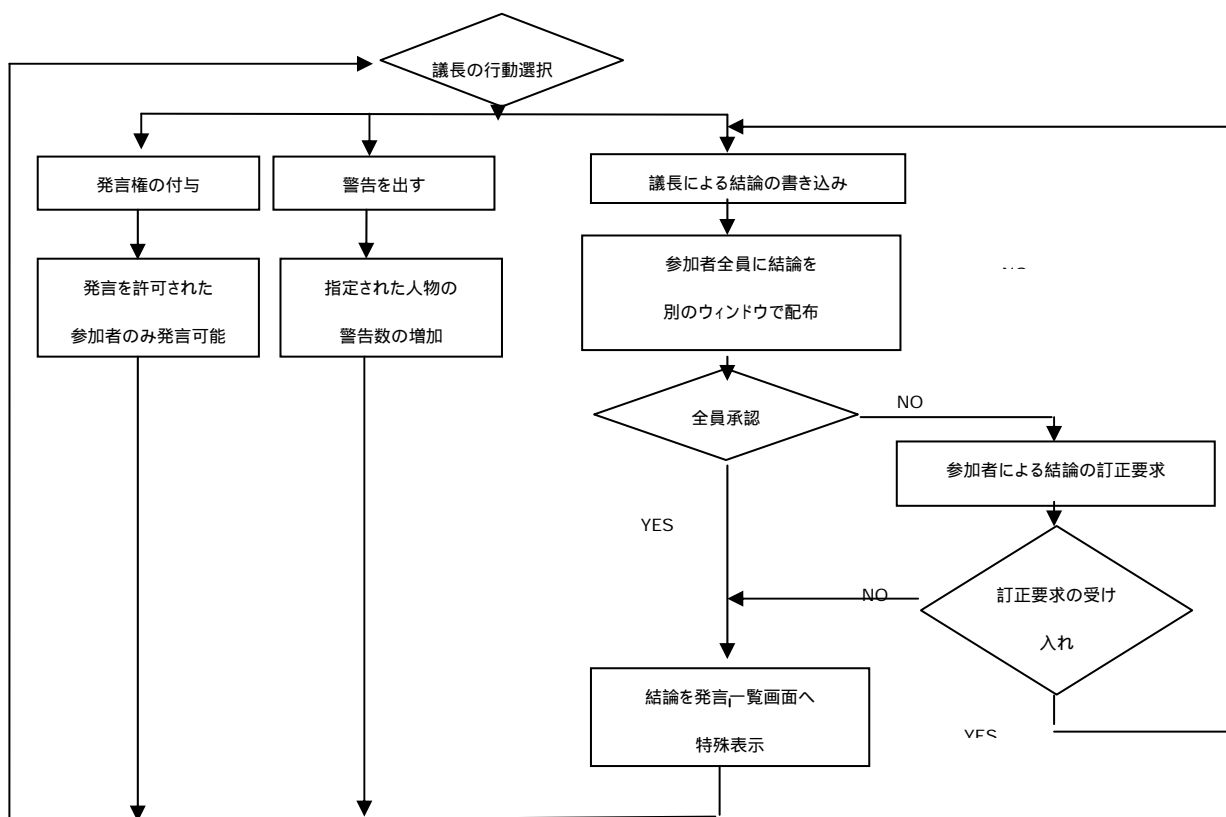 議長の行動選択
発言権の付与
警告を出す
議長による結論の書き込み
発言を許可された
参加者のみ発言可能
指定された人物の
警告数の増加
参加者全員に結論を
別のウィンドウで配布
全員承認
NO
参加者による結論の訂正要求
YES
NO
訂正要求の受け
入れ
結論を発言一覧画面へ
特殊表示
YES